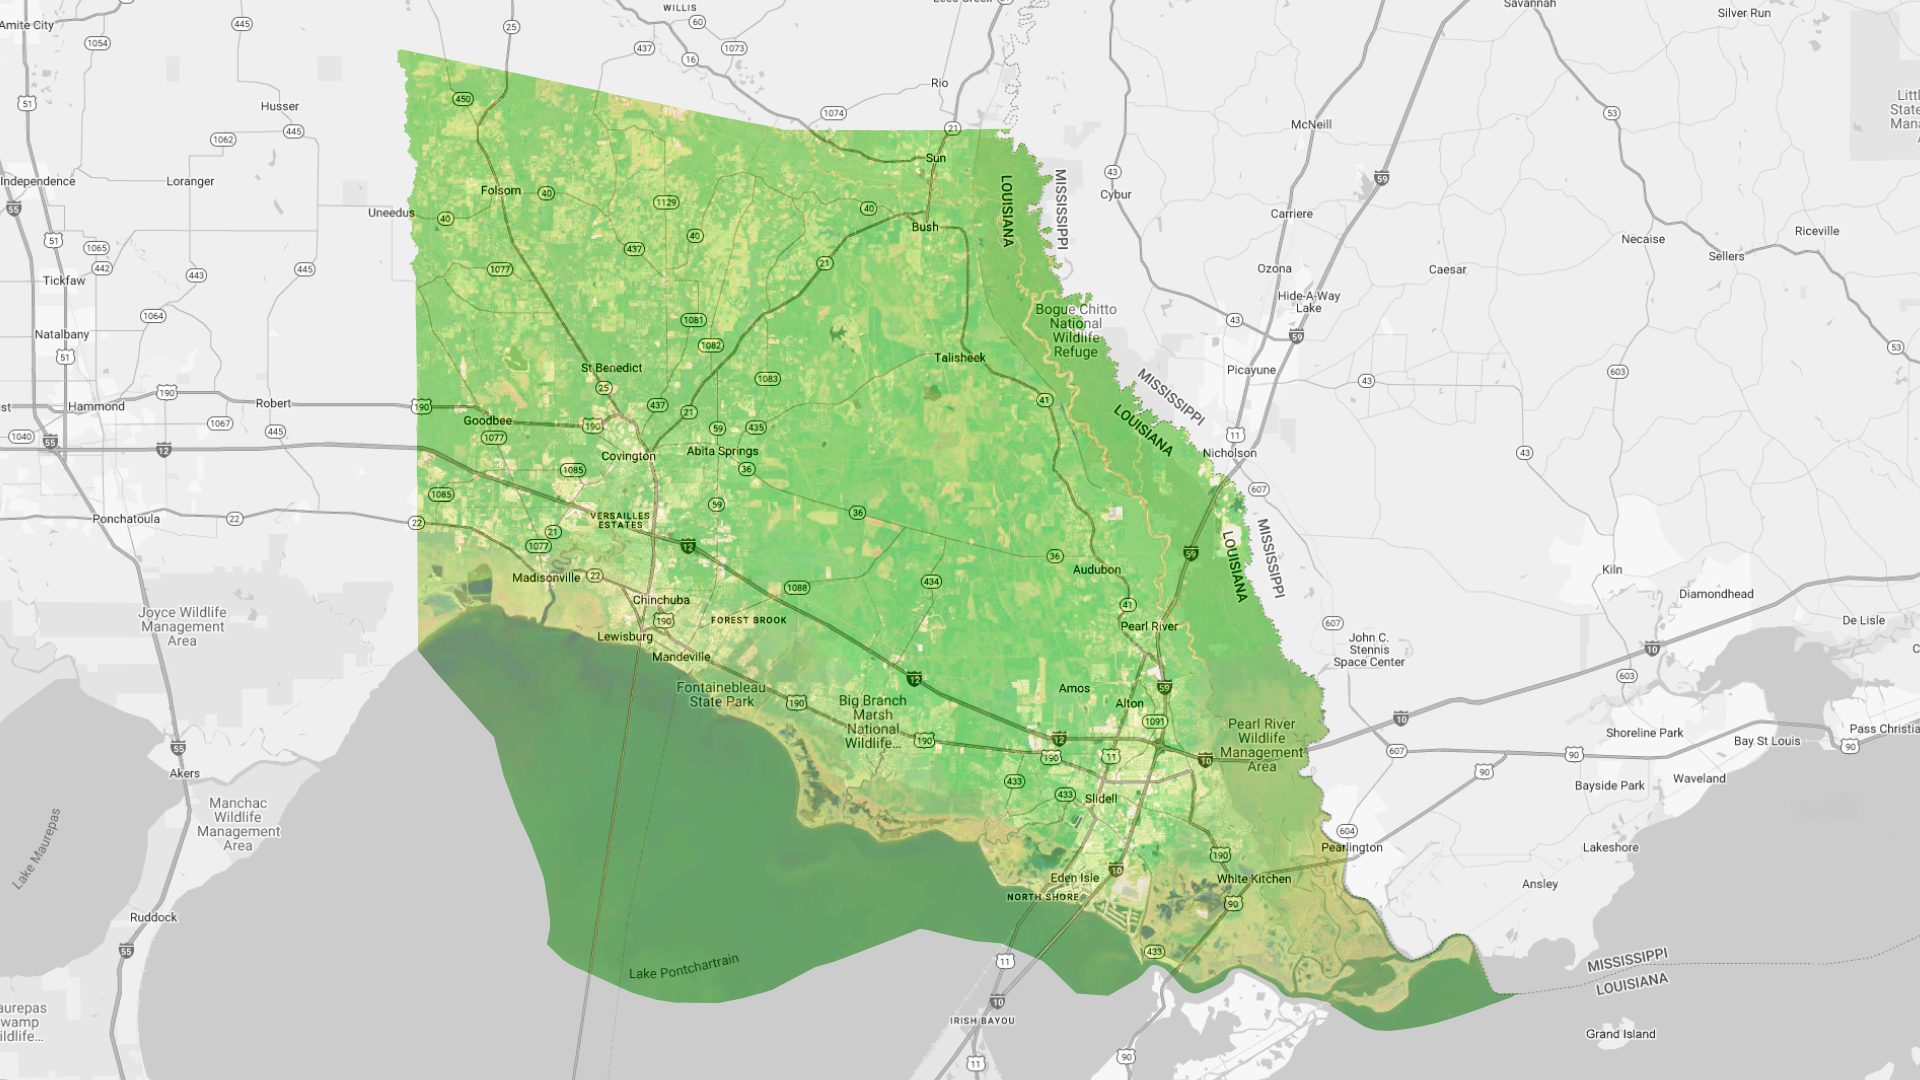 Amite City
1054
445
25
WILLIS
60
437
1073
16
Savannah
Silver Run
51
Husser
445
1062
450
Rio
1074
21
53
McNeill
Independence
Loranger
55
Sun
Folsom
40
1129
40
43
Cybur
59
Uneedus
40
LOUISIANA
MISSISSIPPI
Carriere
Bush
51
1065
442
443
445
437
40
21
Riceville
Necaise
Sellers
Tickfaw
1077
Ozona
Caesar
Hide-A-Way
Lake
1064
1081
Bogue Chitto
National
Wildlife
Refuge
43
59
Natalbany
51
1082
53
St Benedict
Talisheek
Picayune
603
190
25
1083
43
MISSISSIPPI
LOUISIANA
st
Hammond
Robert
190
437
21
41
Goodbee
1077
190
59
435
1040
55
12
1067
445
11
Nicholson
43
Covington
Abita Springs
1085
36
1085
59
607
Ponchatoula
22
22
VERSAILLES
ESTATES
36
21
1077
12
59
36
MISSISSIPPI
LOUISIANA
Madisonville
22
1088
434
Audubon
Kiln
Diamondhead
Joyce Wildlife
Management
Area
Chinchuba
190
FOREST BROOK
41
Pearl River
607
De Lisle
Lewisburg
Mandeville
John C.
Stennis
Space Center
10
Fontainebleau
State Park
190
12
Amos
59
603
Big Branch
Marsh
National
Wildlife...
Alton
1091
Pearl River
Wildlife
Management
Area
10
Pass Christia
90
Shoreline Park
Bay St Louis
55
190
12
190
11
10
607
90
90
Akers
433
Waveland
Bayside Park
Manchac
Wildlife
Management
Area
433
Slidell
Lake Maurepas
604
Pearlington
Lakeshore
190
Eden Isle
10
White Kitchen
Ansley
NORTH SHORE
90
Ruddock
55
433
Lake Pontchartrain
11
MISSISSIPPI
LOUISIANA
10
aurepas
wamp
ildlife...
IRISH BAYOU
Grand Island
11
90